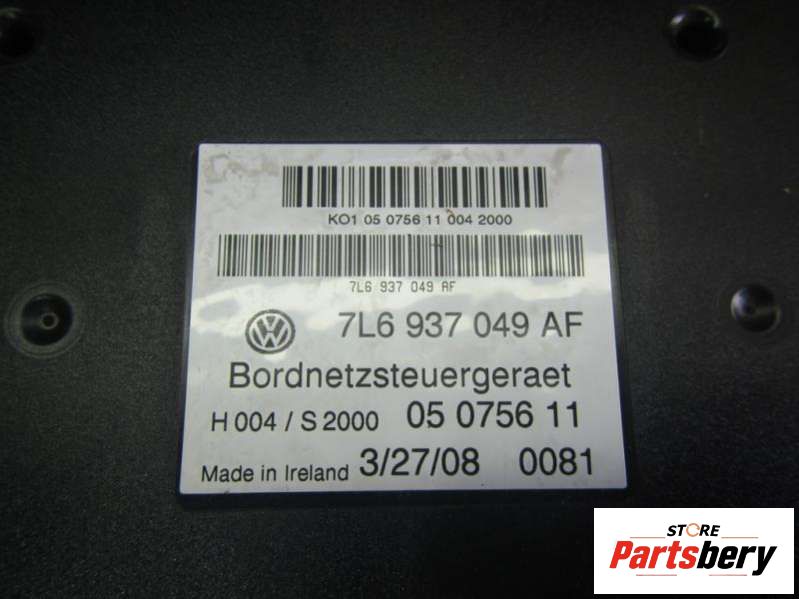 KO1 05 0756 11 004 2000
7L6 937 049 AF
7L6 937 049 AF
Bordnetzsteuergeraet
H 004 / S 2000 05 0756 11
Made in Ireland 3/27/08 0081
STORE
Partsbery